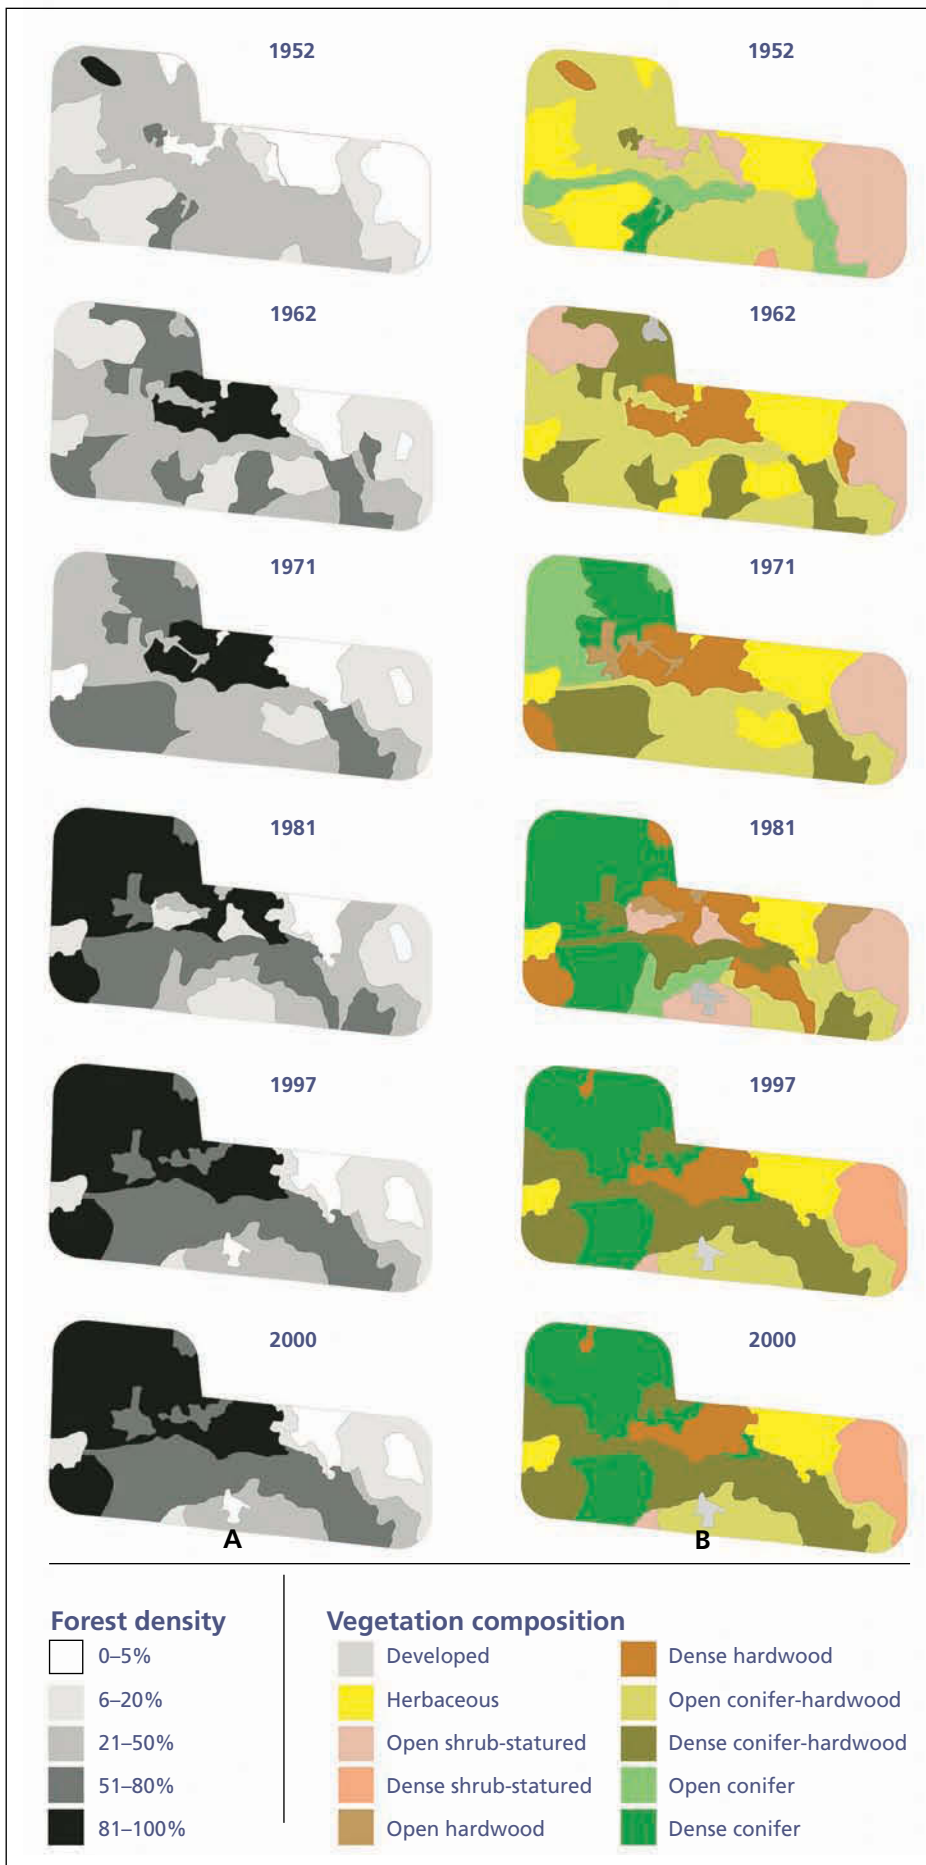 1952 1952
1962 1962
1971 1971
1981 1981
1997 1997
2000 2000
A B
Forest density
0–5%
6–20%
21–50%
51–80%
81–100%
Vegetation composition
Developed
Herbaceous
Open shrub-statured
Dense shrub-statured
Open hardwood
Dense hardwood
Open conifer-hardwood
Dense conifer-hardwood
Open conifer
Dense conifer